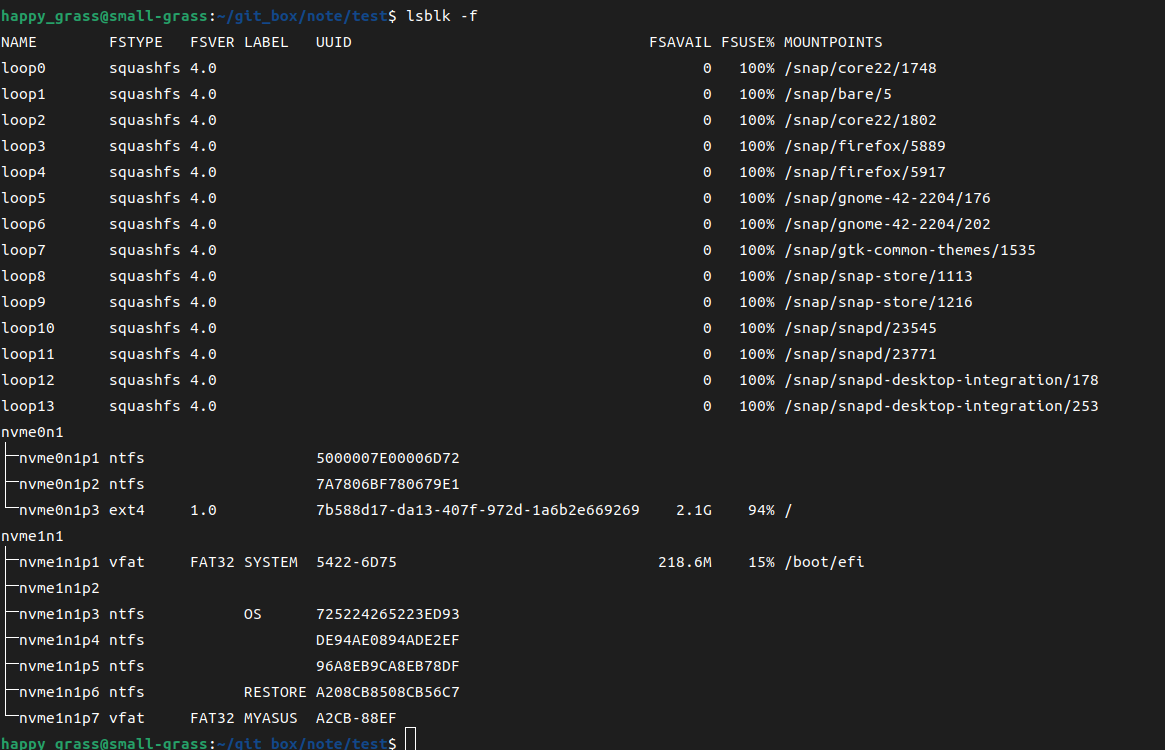 happy_grass@small-grass:~/git_box/note/test$ lsblk -f
NAME        FSTYPE   FSVER LABEL   UUID                                 FSAVAIL FSUSE% MOUNTPOINTS
loop0       squashfs 4.0                                                      0   100% /snap/core22/1748
loop1       squashfs 4.0                                                      0   100% /snap/bare/5
loop2       squashfs 4.0                                                      0   100% /snap/core22/1802
loop3       squashfs 4.0                                                      0   100% /snap/firefox/5889
loop4       squashfs 4.0                                                      0   100% /snap/firefox/5917
loop5       squashfs 4.0                                                      0   100% /snap/gnome-42-2204/176
loop6       squashfs 4.0                                                      0   100% /snap/gnome-42-2204/202
loop7       squashfs 4.0                                                      0   100% /snap/gtk-common-themes/1535
loop8       squashfs 4.0                                                      0   100% /snap/snap-store/1113
loop9       squashfs 4.0                                                      0   100% /snap/snap-store/1216
loop10      squashfs 4.0                                                      0   100% /snap/snapd/23545
loop11      squashfs 4.0                                                      0   100% /snap/snapd/23771
loop12      squashfs 4.0                                                      0   100% /snap/snapd-desktop-integration/178
loop13      squashfs 4.0                                                      0   100% /snap/snapd-desktop-integration/253
nvme0n1
├─nvme0n1p1 ntfs                   5000007E00006D72
├─nvme0n1p2 ntfs                   7A7806BF780679E1
└─nvme0n1p3 ext4     1.0           7b588d17-da13-407f-972d-1a6b2e669269    2.1G    94% /
nvme1n1
├─nvme1n1p1 vfat     FAT32 SYSTEM  5422-6D75                             218.6M    15% /boot/efi
├─nvme1n1p2
├─nvme1n1p3 ntfs           OS      725224265223ED93
├─nvme1n1p4 ntfs                   DE94AE0894ADE2EF
├─nvme1n1p5 ntfs                   96A8EB9CA8EB78DF
├─nvme1n1p6 ntfs           RESTORE A208CB8508CB56C7
└─nvme1n1p7 vfat     FAT32 MYASUS  A2CB-88EF
happy_grass@small-grass:~/git_box/note/test$